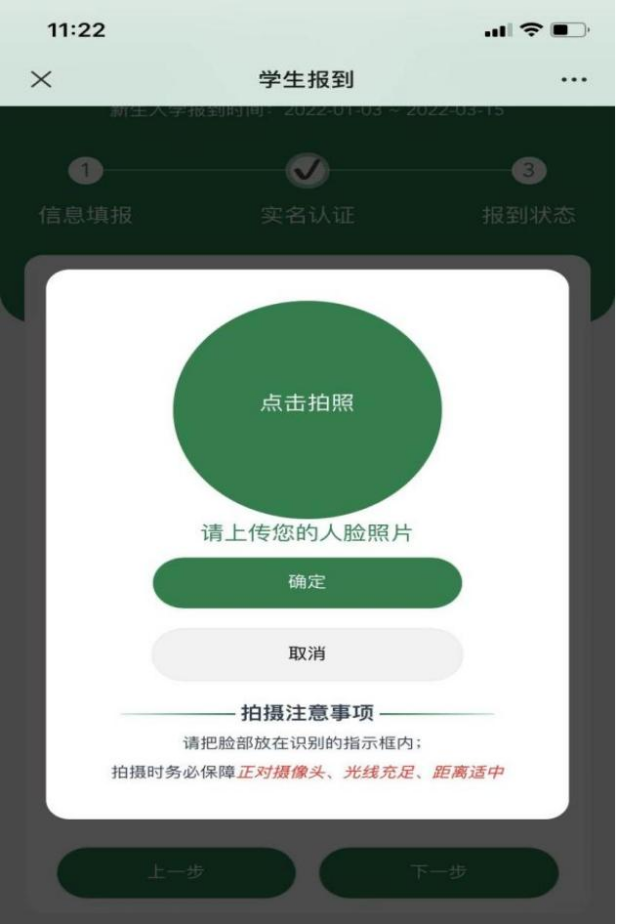 11:22
学生报到
新生入学报到时间：2022-01-03 ~ 2022-03-15
1
3
信息填报
实名认证
报到状态
点击拍照
请上传您的人脸照片
确定
取消
拍摄注意事项
请把脸部放在识别的指示框内；
拍摄时务必保障正对摄像头、光线充足、距离适中
上一步
下一步